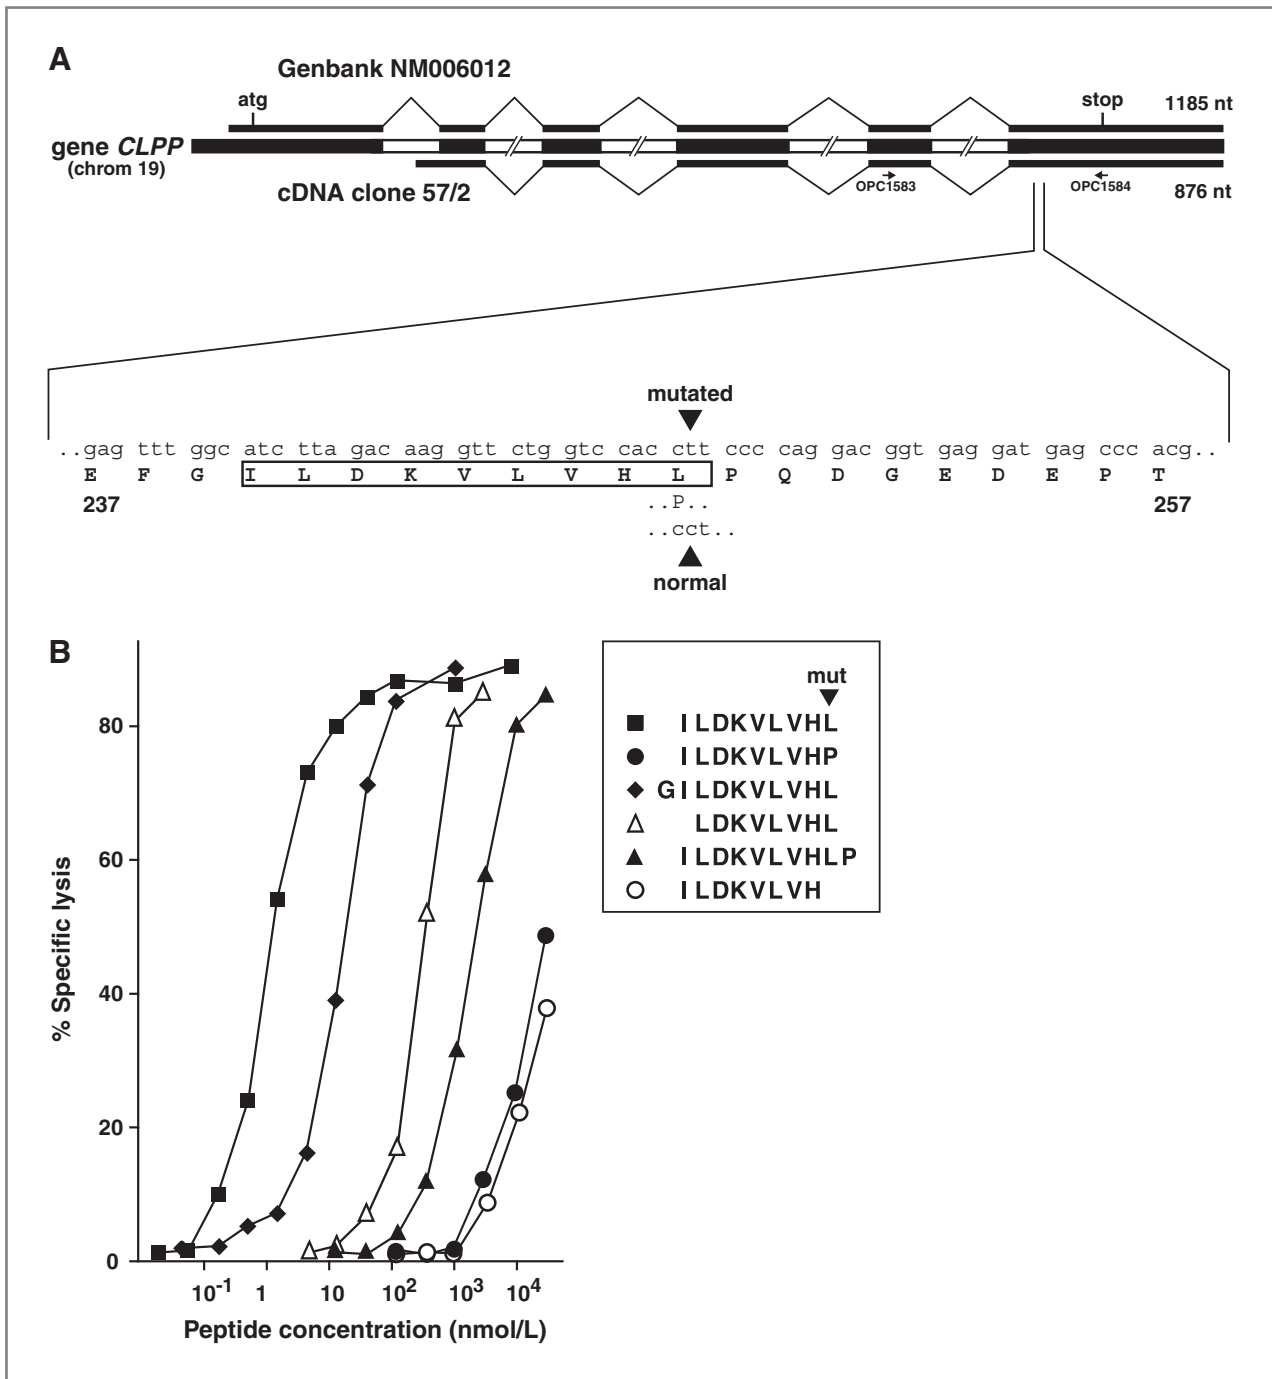 A
Genbank NM006012
atg
stop
1185 nt
gene CLPP
(chrom 19)
OPC1583
OPC1584
cDNA clone 57/2
876 nt
mutated
..gag ttt ggc atc tta gac aag gtt ctg gtc cac ctt ccc cag gac ggt gag gat gag ccc acg..
E F G I L D K V L V H L P Q D G E D E P T
237
..P..
257
..cct..
normal
B
mut
ILDKVLVHL
ILDKVLVHP
GILDKVLVHL
LDKVLVHL
ILDKVLVHLP
ILDKVLVH
% Specific lysis
80
60
40
20
0
10-1 1 10 102 103 104
Peptide concentration (nmol/L)